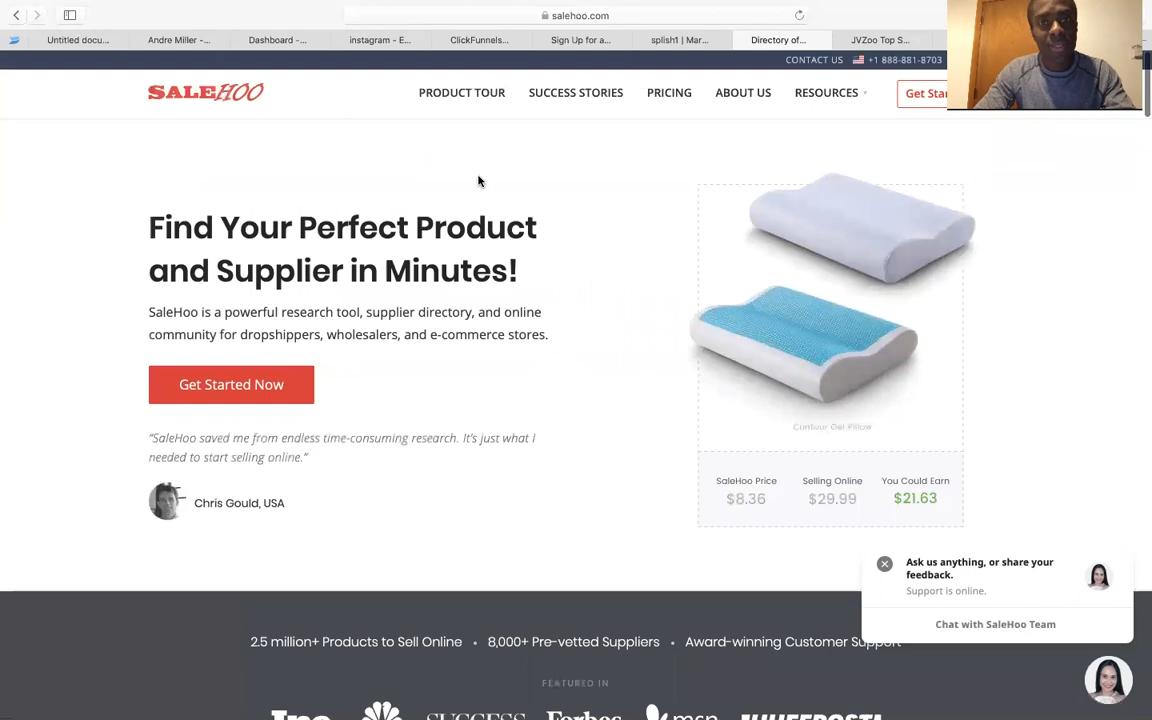 salehoo.com
Untitled docu...
Andre Miller -...
Dashboard -...
instagram - E...
ClickFunnels...
Sign Up for a...
splish1 | Mar...
Directory of...
JVZoo Top S...
CONTACT US
+1 888-881-8703
SALEHOO
PRODUCT TOUR
SUCCESS STORIES
PRICING
ABOUT US
RESOURCES
Get Star
Find Your Perfect Product
and Supplier in Minutes!
SaleHoo is a powerful research tool, supplier directory, and online
community for dropshippers, wholesalers, and e-commerce stores.
Get Started Now
“SaleHoo saved me from endless time-consuming research. It’s just what I
needed to start selling online.”
Chris Gould, USA
Contour Gel Pillow
SaleHoo Price
$8.36
Selling Online
$29.99
You Could Earn
$21.63
Ask us anything, or share your
feedback.
Support is online.
Chat with SaleHoo Team
2.5 million+ Products to Sell Online • 8,000+ Pre-vetted Suppliers • Award-winning Customer Support
FEATURED IN
Inc
SUCCESS
Forbes
msn
HUFFPOST